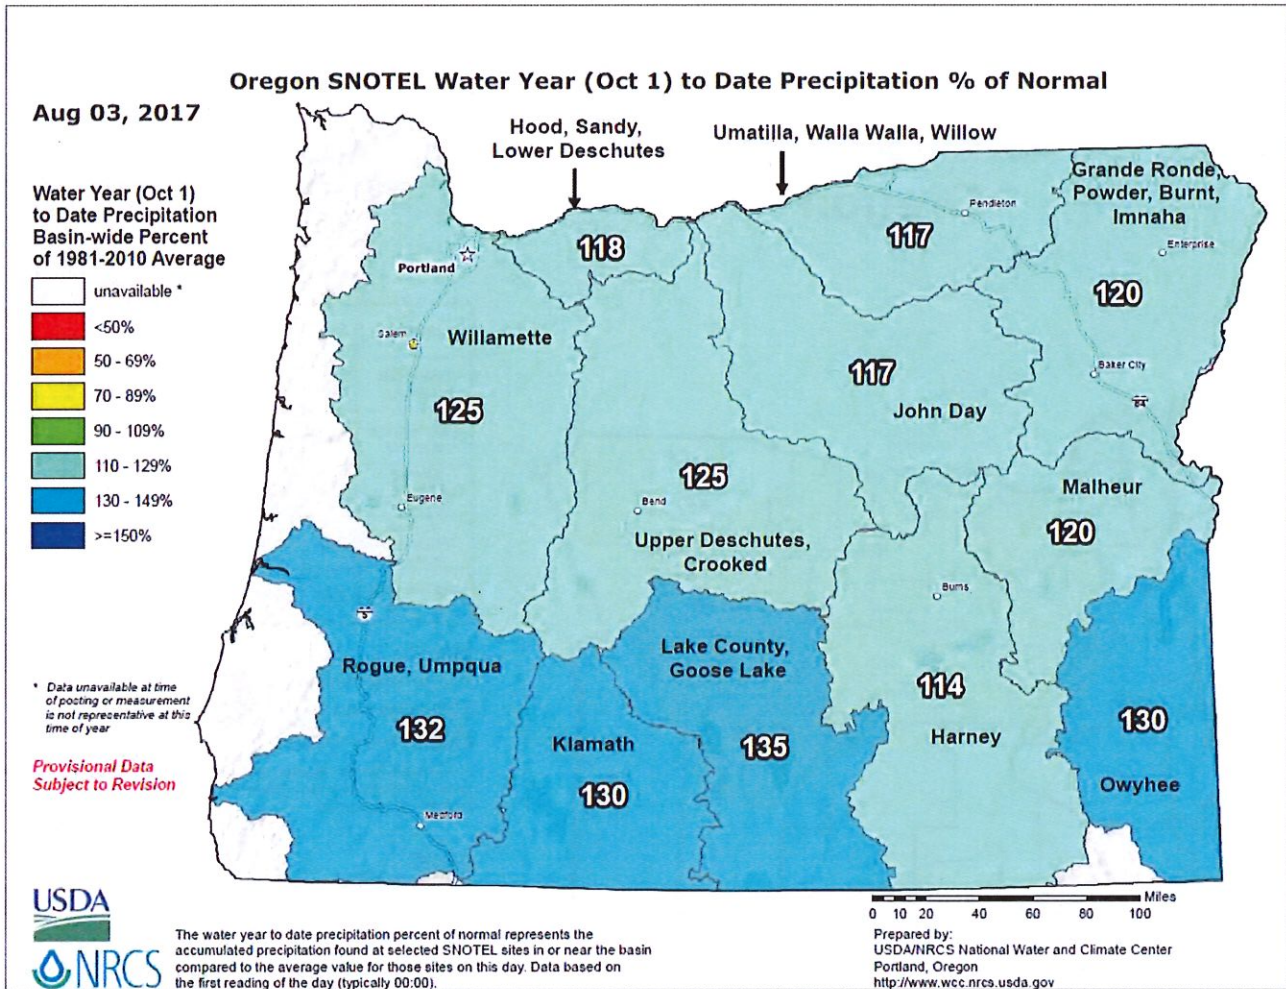 Oregon SNOTEL Water Year (Oct 1) to Date Precipitation % of Normal
Aug 03, 2017
Hood, Sandy,
Lower Deschutes
Umatilla, Walla Walla, Willow
Grande Ronde,
Powder, Burnt,
Imnaha
Water Year (Oct 1)
to Date Precipitation
Basin-wide Percent
of 1981-2010 Average
unavailable *
<50%
50 - 69%
70 - 89%
90 - 109%
110 - 129%
130 - 149%
>=150%
Pendleton
117
118
Enterprise
Portland
120
Salem
Willamette
117
Baker City
84
John Day
125
125
Malheur
Bend
Eugene
120
Upper Deschutes,
Crooked
Burns
5
Lake County,
Goose Lake
Rogue, Umpqua
114
130
132
Klamath
135
Harney
130
Owyhee
Medford
* Data unavailable at time
of posting or measurement
is not representative at this
time of year
Provisional Data
Subject to Revision
USDA
NRCS
The water year to date precipitation percent of normal represents the
accumulated precipitation found at selected SNOTEL sites in or near the basin
compared to the average value for those sites on this day. Data based on
the first reading of the day (typically 00:00).
Miles
0 10 20 40 60 80 100
Prepared by:
USDA/NRCS National Water and Climate Center
Portland, Oregon
http://www.wcc.nrcs.usda.gov